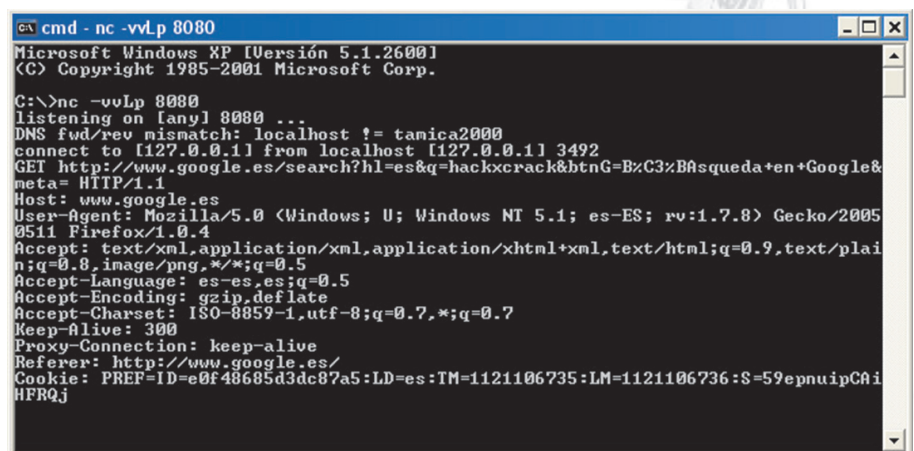 cmd - nc -vvLp 8080
Microsoft Windows XP [Versión 5.1.2600]
(C) Copyright 1985-2001 Microsoft Corp.
C:\>nc -vvLp 8080
listening on [any] 8080 ...
DNS fwd/rev mismatch: localhost != tamica2000
connect to [127.0.0.1] from localhost [127.0.0.1] 3492
GET http://www.google.es/search?hl=es&q=hackxcrack&btnG=B%C3%BAsqueda+en+Google&
meta= HTTP/1.1
Host: www.google.es
User-Agent: Mozilla/5.0 (Windows; U; Windows NT 5.1; es-ES; rv:1.7.8) Gecko/2005
0511 Firefox/1.0.4
Accept: text/xml,application/xml,application/xhtml+xml,text/html;q=0.9,text/plai
n;q=0.8,image/png,*/*;q=0.5
Accept-Language: es-es,es;q=0.5
Accept-Encoding: gzip,deflate
Accept-Charset: ISO-8859-1,utf-8;q=0.7,*;q=0.7
Keep-Alive: 300
Proxy-Connection: keep-alive
Referer: http://www.google.es/
Cookie: PREF=ID=e0f48685d3dc87a5:LD=es:TM=1121106735:LM=1121106736:S=59epnuipCAi
HFRQj